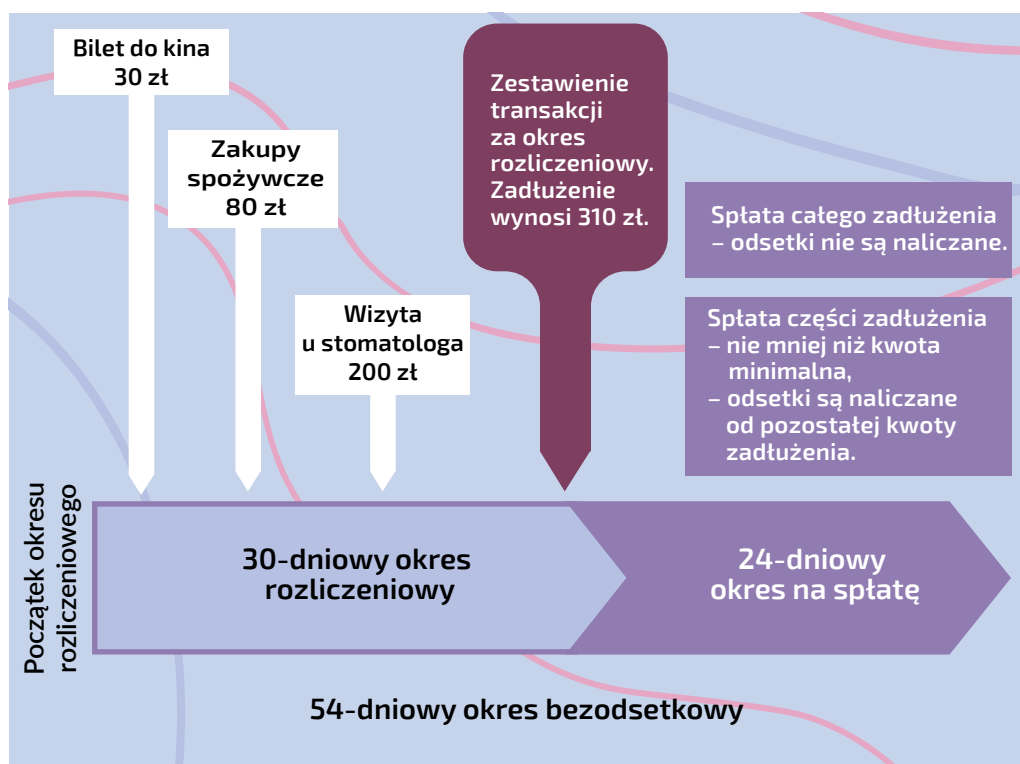 Bilet do kina
30 zł
Zakupy
spożywcze
80 zł
Wizyta
u stomatologa
200 zł
Zestawienie
transakcji
za okres
rozliczeniowy.
Zadłużenie
wynosi 310 zł.
Spłata całego zadłużenia
– odsetki nie są naliczane.
Spłata części zadłużenia
– nie mniej niż kwota
minimalna,
– odsetki są naliczane
od pozostałej kwoty
zadłużenia.
Początek okresu
rozliczeniowego
30-dniowy okres
rozliczeniowy
24-dniowy
okres na spłatę
54-dniowy okres bezodsetkowy